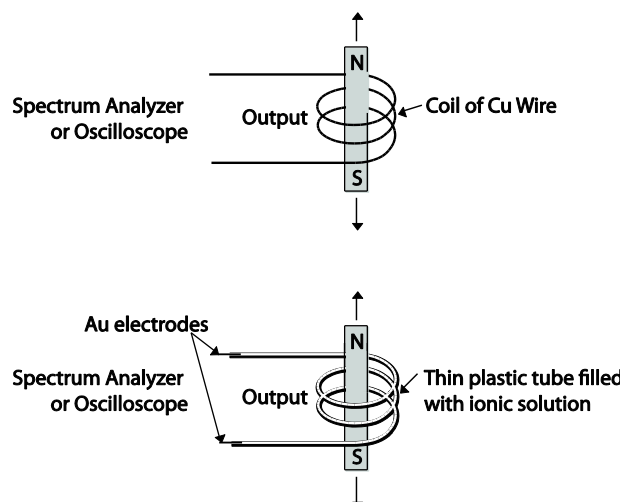 N
Spectrum Analyzer
or Oscilloscope
Output
Coil of Cu Wire
S
Au electrodes
N
Spectrum Analyzer
or Oscilloscope
Output
Thin plastic tube filled
with ionic solution
S